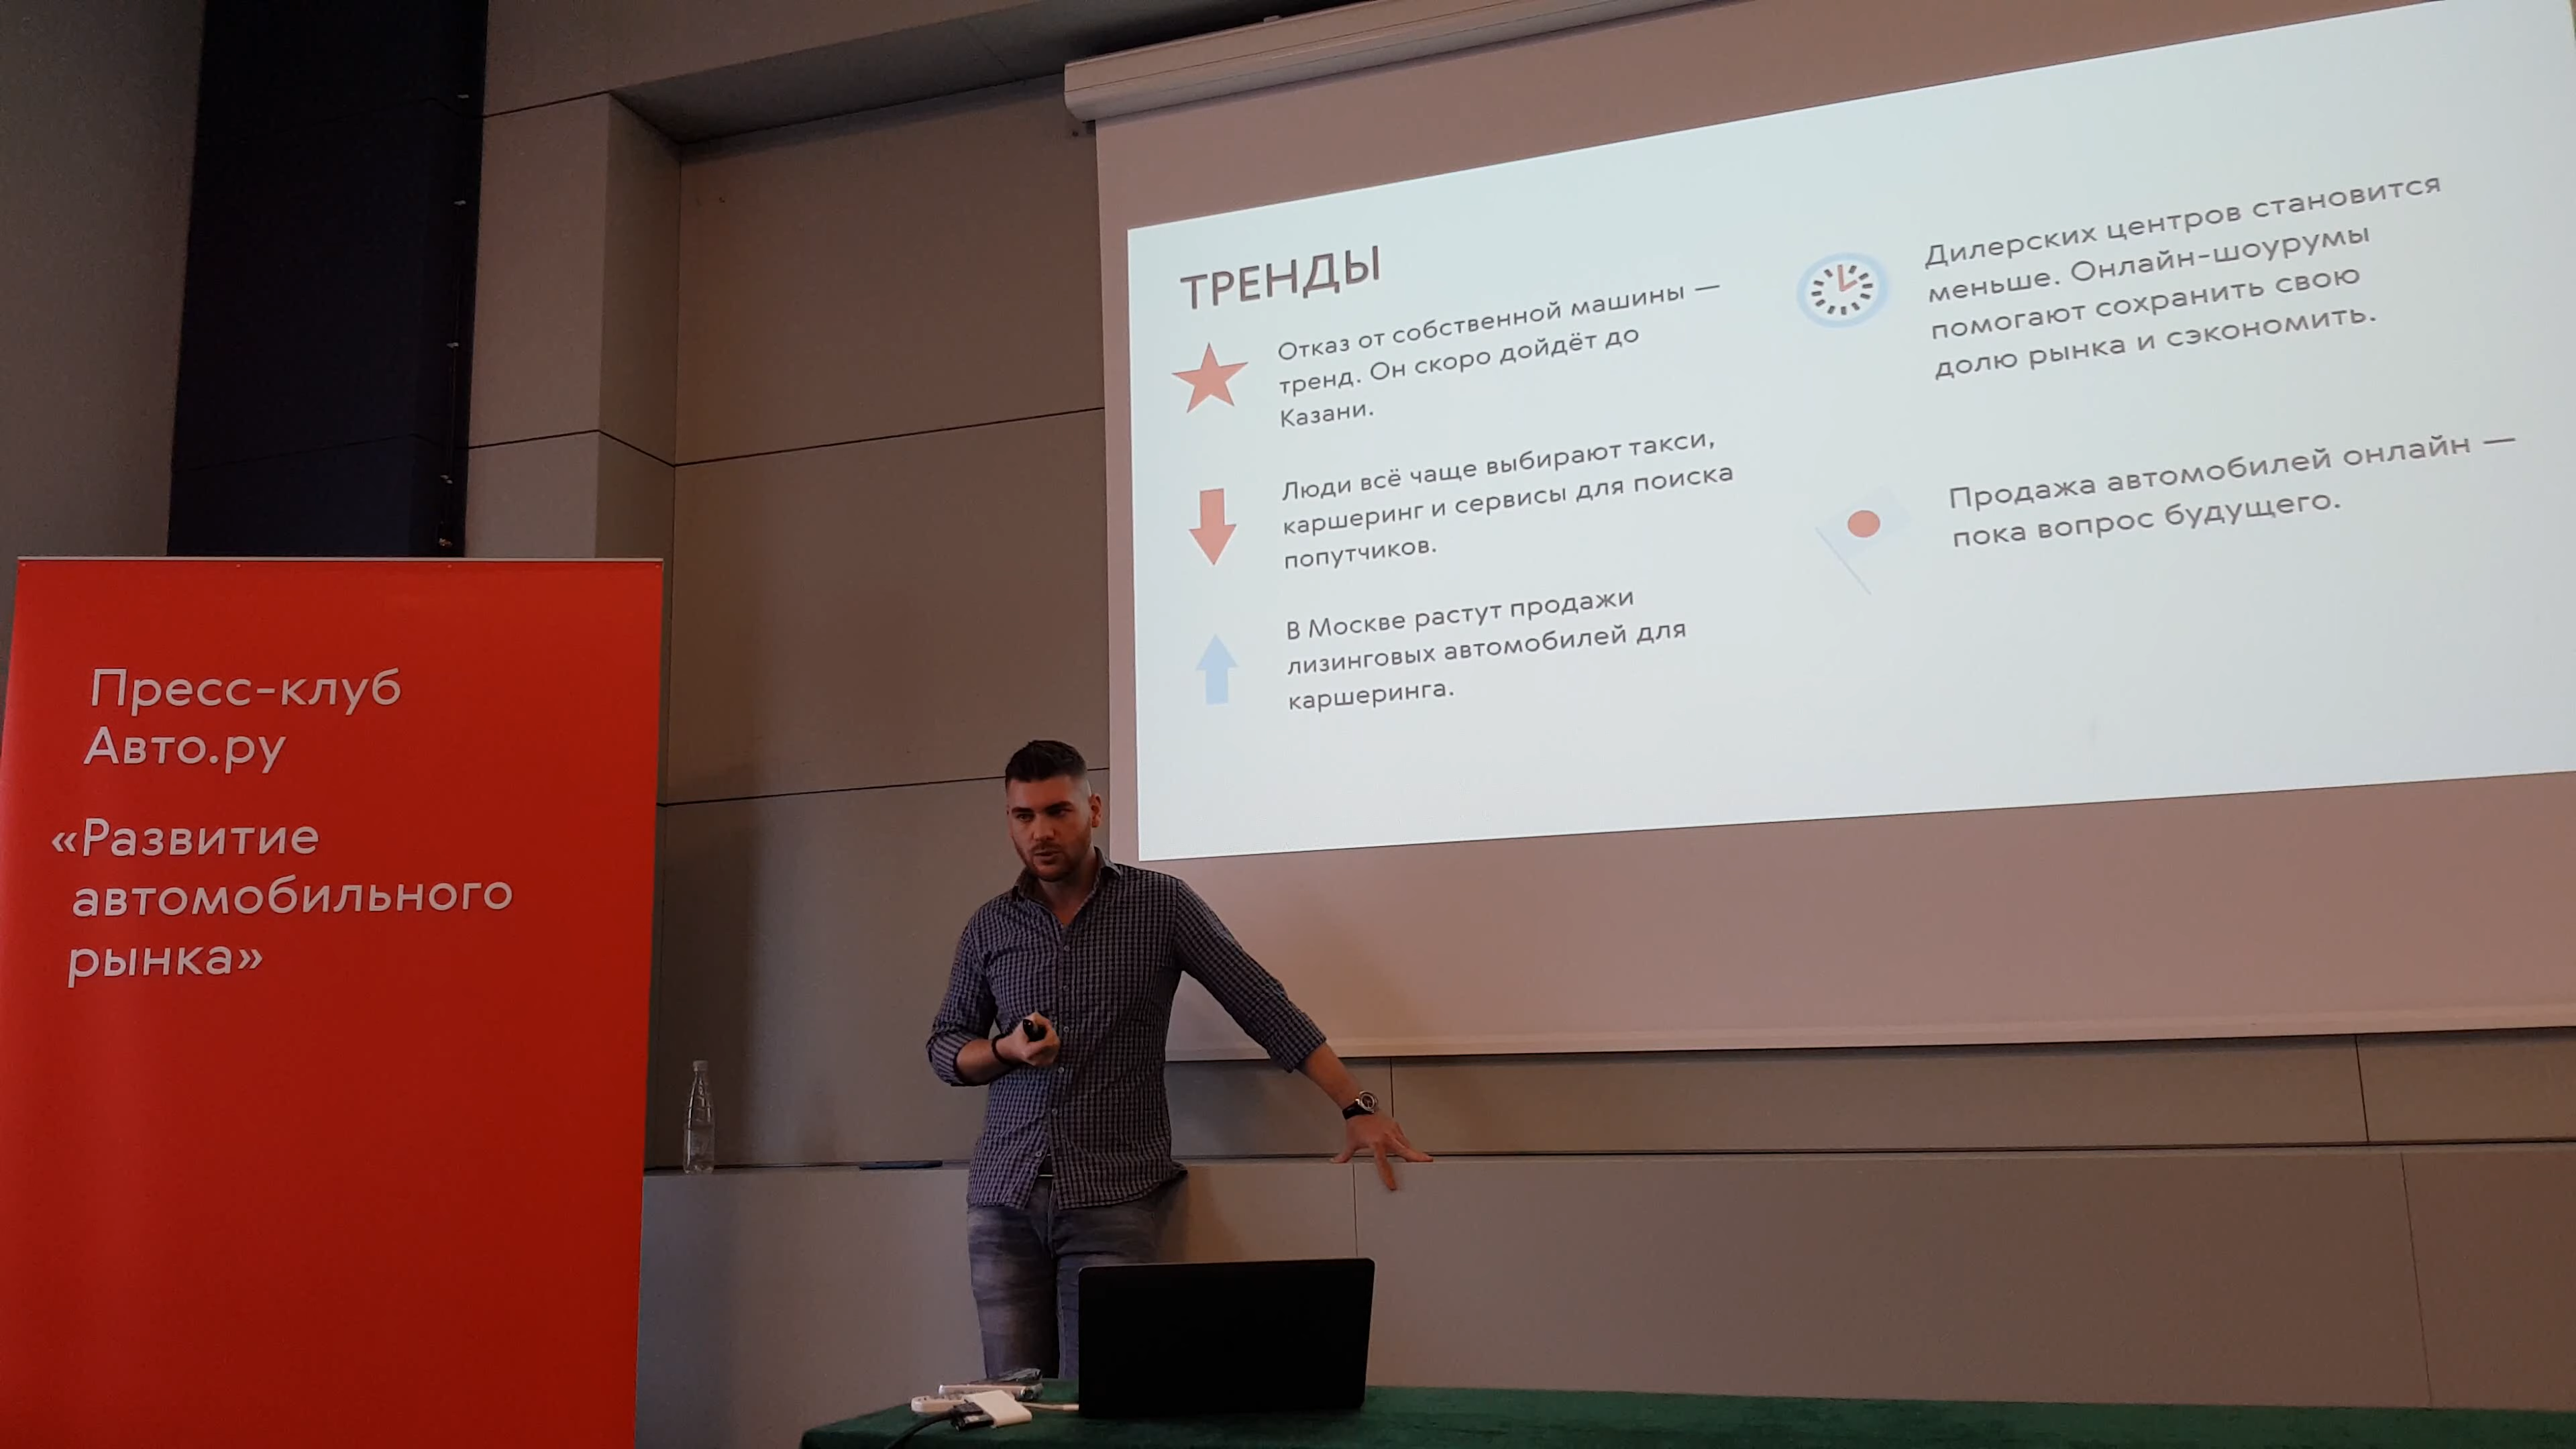 Пресс-клуб
Авто.ру
«Развитие
автомобильного
рынка»
ТРЕНДЫ
Отказ от собственной машины —
тренд. Он скоро дойдёт до
Казани.
Люди всё чаще выбирают такси,
каршеринг и сервисы для поиска
попутчиков.
В Москве растут продажи
лизинговых автомобилей для
каршеринга.
Дилерских центров становится
меньше. Онлайн-шоурумы
помогают сохранить свою
долю рынка и сэкономить.
Продажа автомобилей онлайн —
пока вопрос будущего.